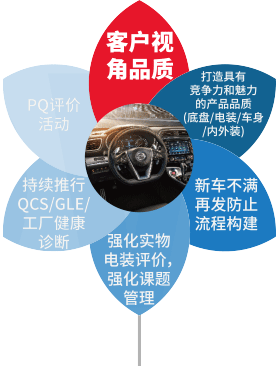 客户视
角品质
打造具有
竞争力和魅力
的产品品质
(底盘/电装/车身
/内外装)
新车不满
再发防止
流程构建
强化实物
电装评价，
强化课题
管理
持续推行
QCS/GLE/
工厂健康
诊断
PQ评价
活动